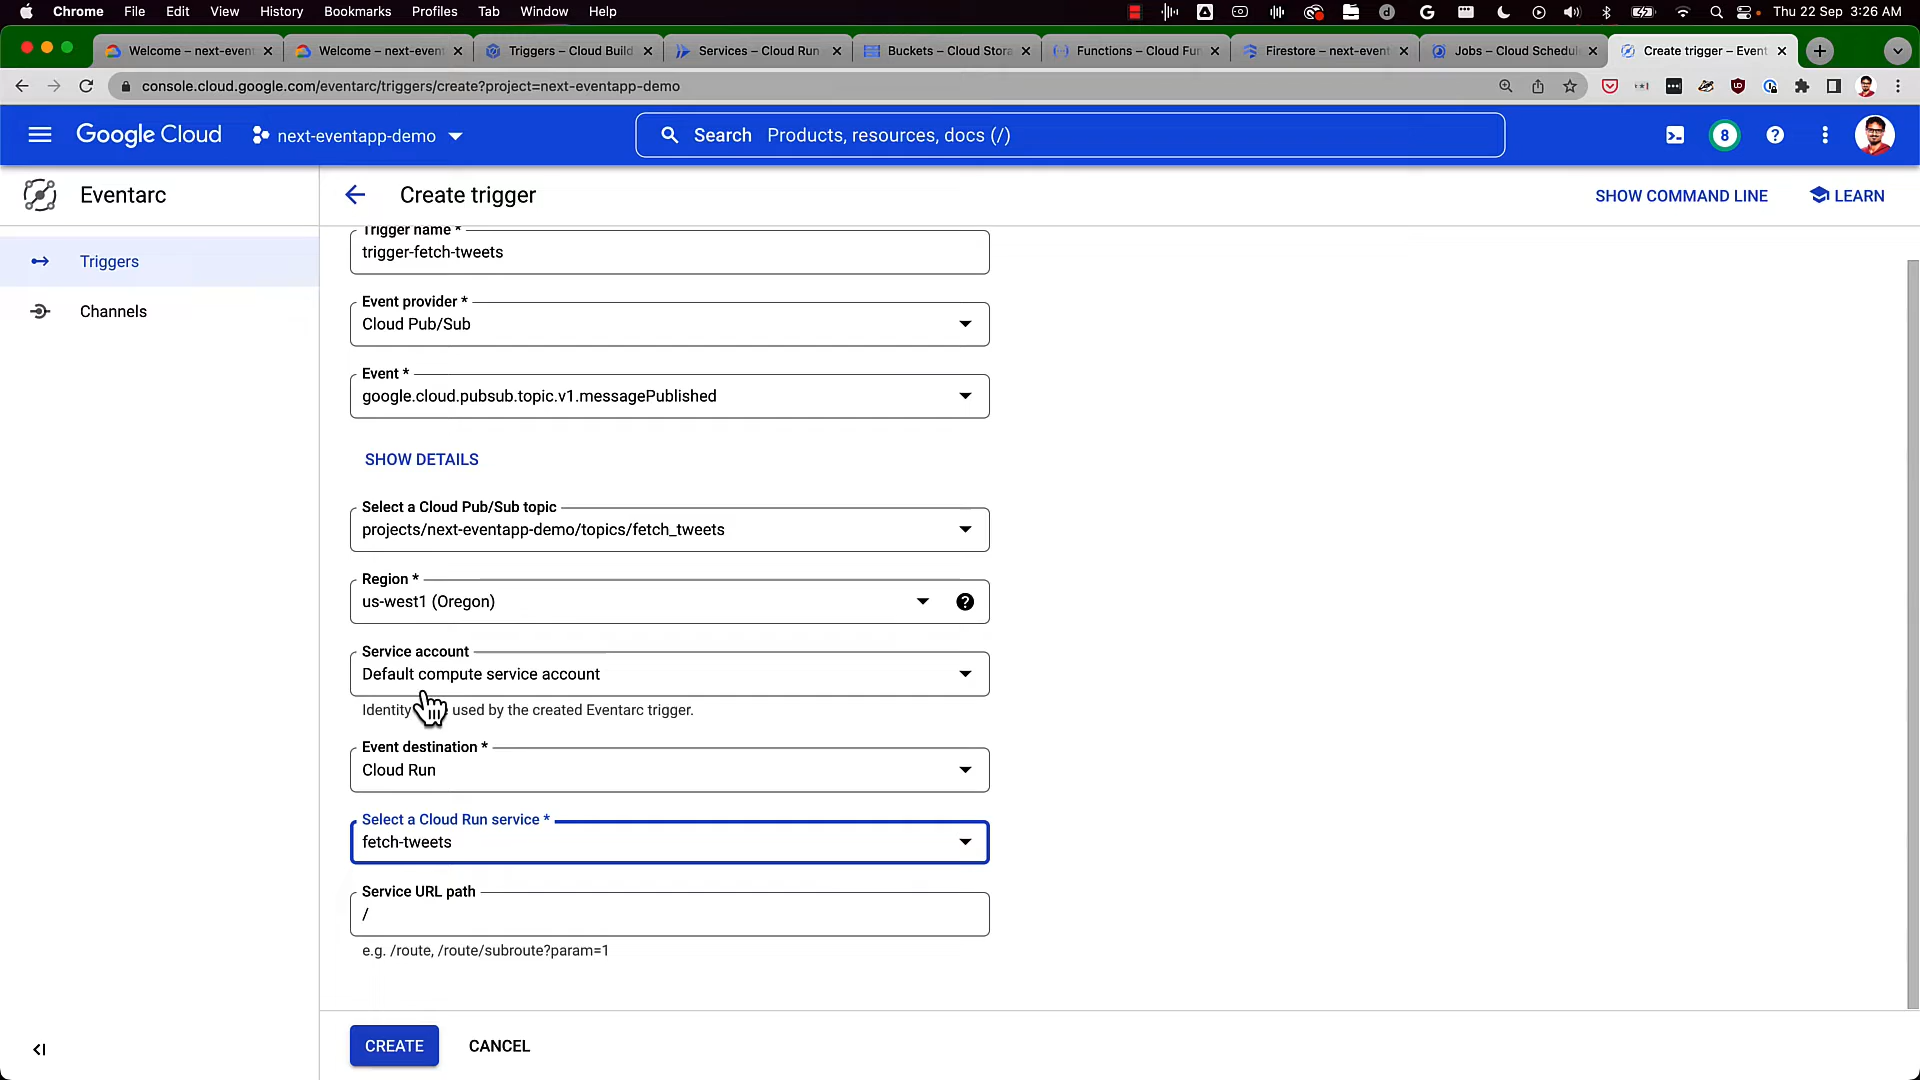 Chrome File Edit View History Bookmarks Profiles Tab Window Help Thu 22 Sep 3:26 AM
Welcome – next-event Welcome – next-event Triggers – Cloud Build Services – Cloud Run Buckets – Cloud Stora Functions – Cloud Fun Firestore – next-event Jobs – Cloud Schedul Create trigger – Event
console.cloud.google.com/eventarc/triggers/create?project=next-eventapp-demo
Google Cloud next-eventapp-demo Search Products, resources, docs (/) 8
Eventarc Create trigger SHOW COMMAND LINE LEARN
Triggers
Channels
Trigger name *
trigger-fetch-tweets
Event provider *
Cloud Pub/Sub
Event *
google.cloud.pubsub.topic.v1.messagePublished
SHOW DETAILS
Select a Cloud Pub/Sub topic
projects/next-eventapp-demo/topics/fetch_tweets
Region *
us-west1 (Oregon)
Service account
Default compute service account
Identity used by the created Eventarc trigger.
Event destination *
Cloud Run
Select a Cloud Run service *
fetch-tweets
Service URL path
/
e.g. /route, /route/subroute?param=1
CREATE CANCEL